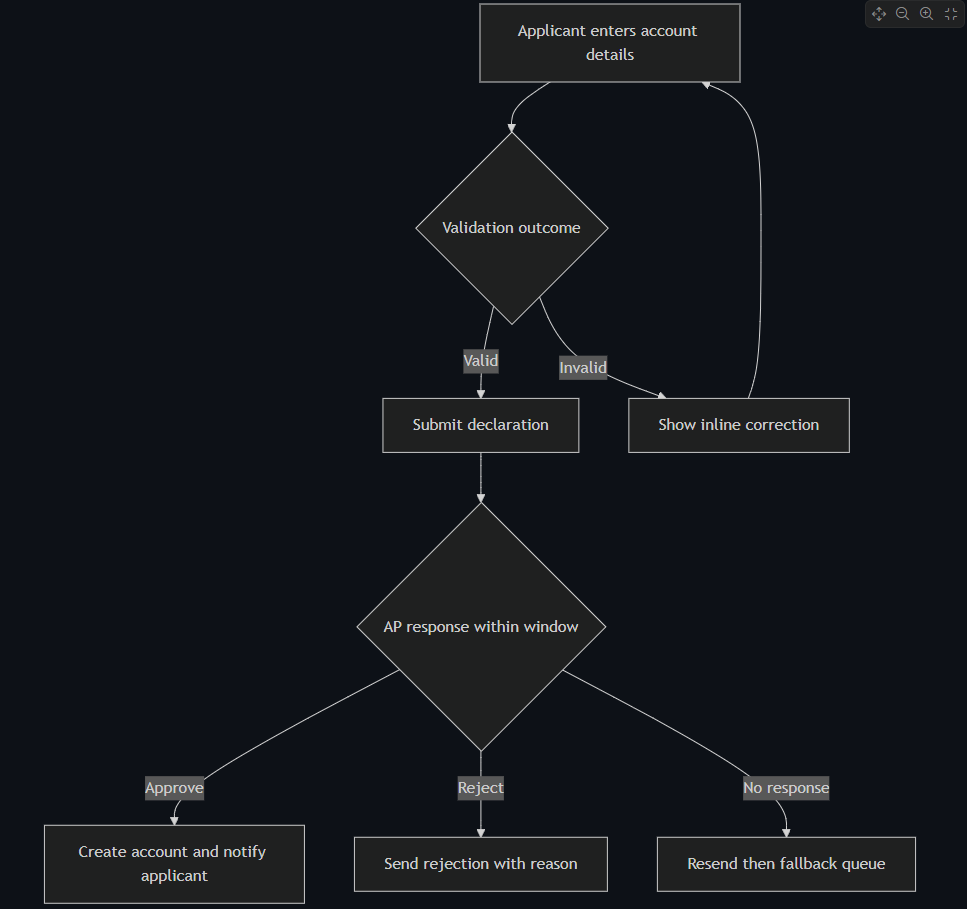 Applicant enters account
details
Validation outcome
Valid
Invalid
Submit declaration
Show inline correction
AP response within window
Approve
Reject
No response
Create account and notify
applicant
Send rejection with reason
Resend then fallback queue